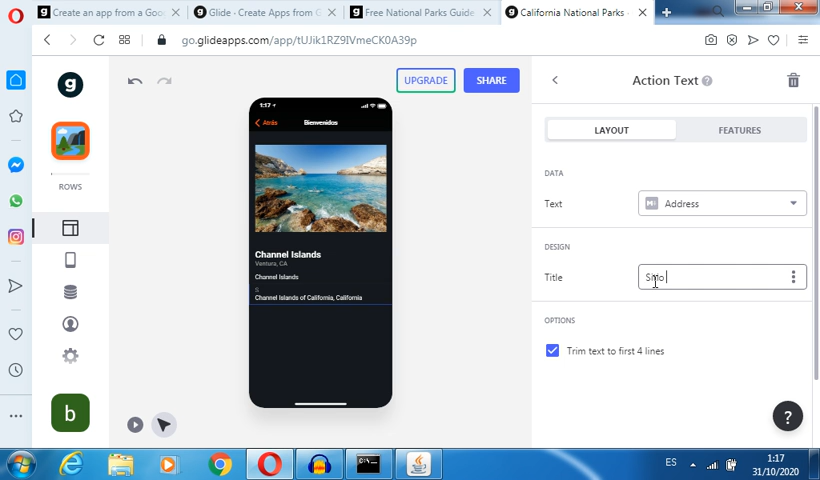 Create an app from a Goo
Glide - Create Apps from G
Free National Parks Guide
California National Parks -
go.glideapps.com/app/tUJik1RZ9IVmeCK0A39p
UPGRADE
SHARE
Action Text
LAYOUT
FEATURES
ROWS
1:17
Atrás
Bienvenidos
DATA
Text
Address
DESIGN
Title
Sitio
OPTIONS
Trim text to first 4 lines
Channel Islands
Ventura, CA
Channel Islands
S
Channel Islands of California, California
b
?
ES
1:17
31/10/2020